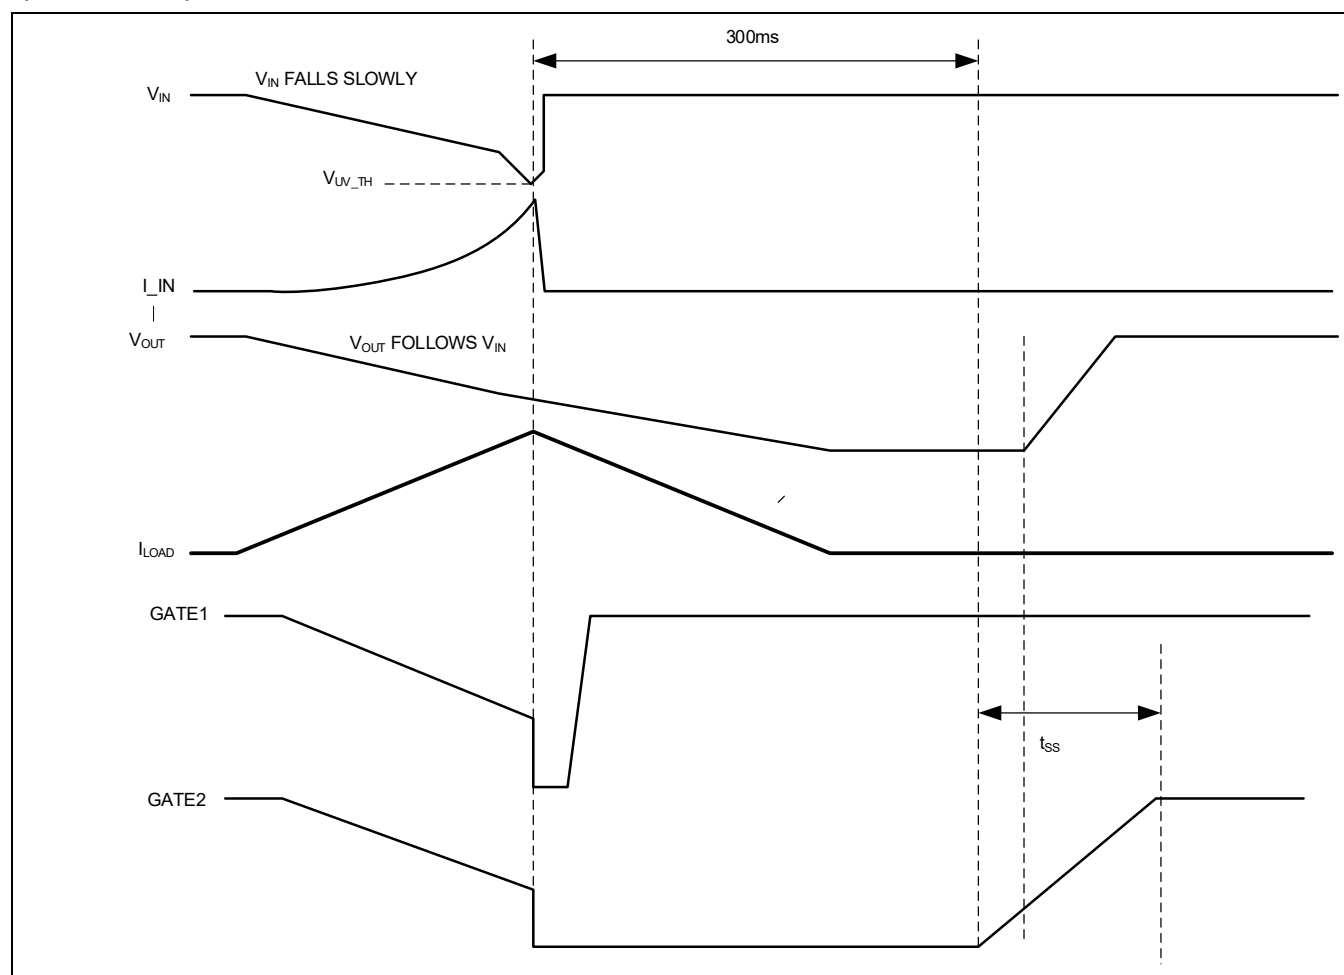 300ms
VIN FALLS SLOWLY
VIN
VUV_TH
I_IN
VOUT
VOUT FOLLOWS VIN
ILOAD
GATE1
tSS
GATE2